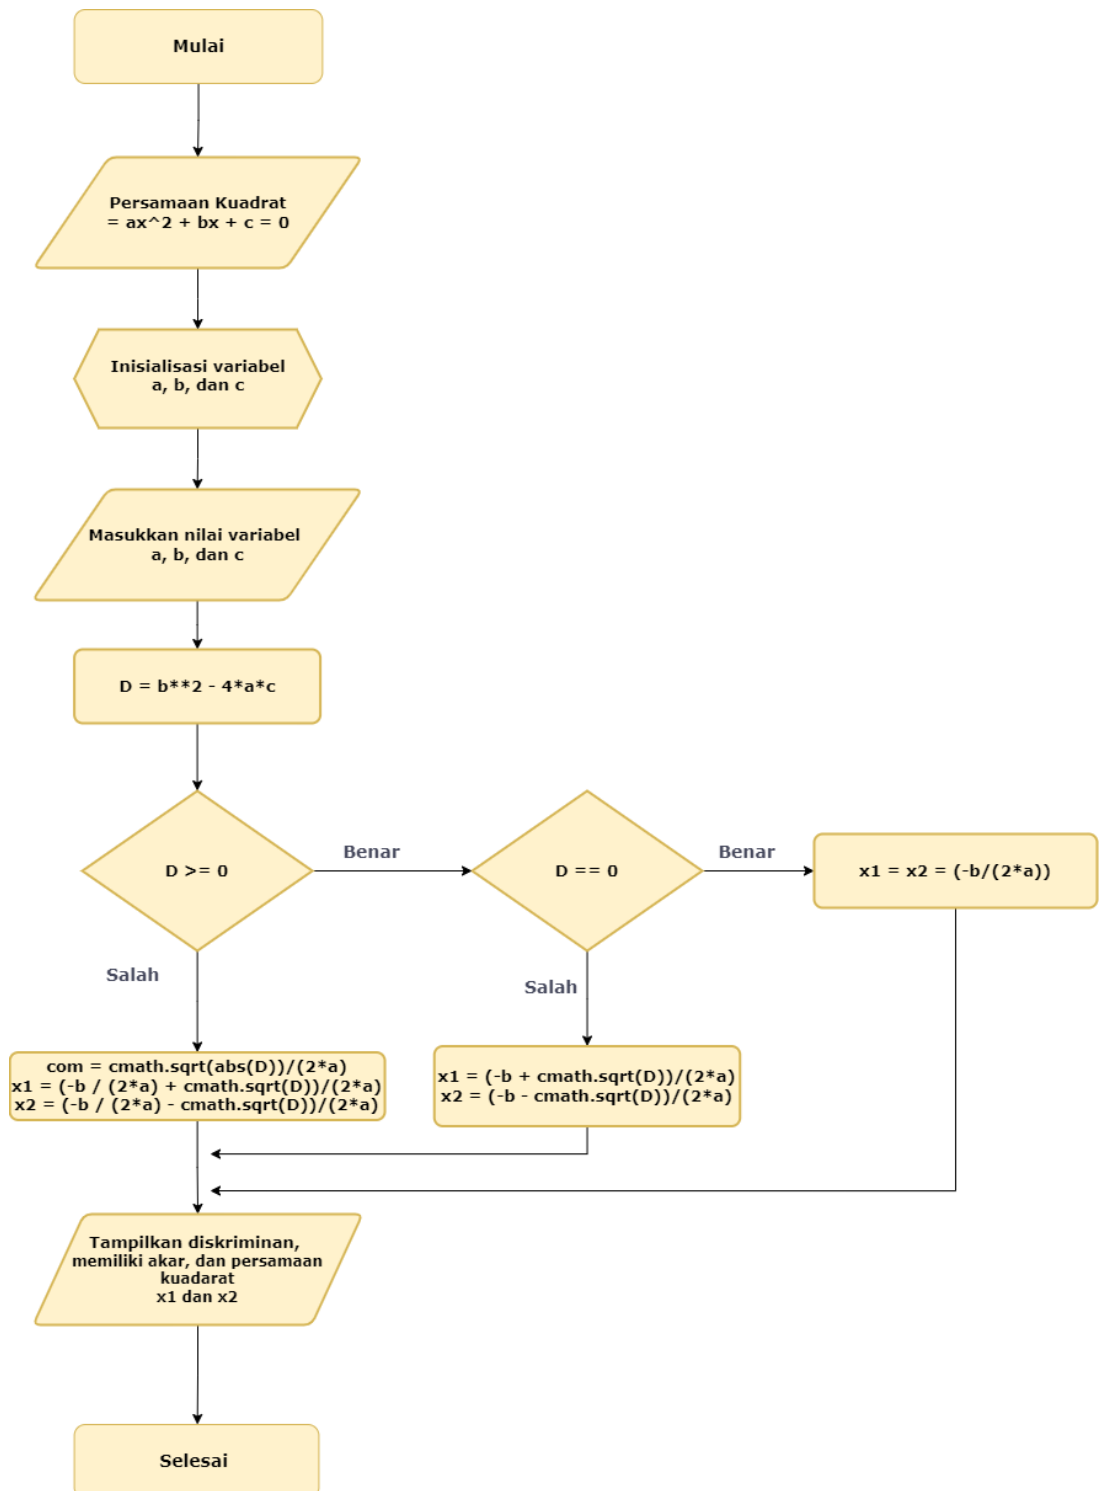 Mulai
Persamaan Kuadrat
= ax^2 + bx + c = 0
Inisialisasi variabel
a, b, dan c
Masukkan nilai variabel
a, b, dan c
D = b**2 - 4*a*c
D >= 0
Benar
D == 0
Benar
x1 = x2 = (-b/(2*a))
Salah
Salah
com = cmath.sqrt(abs(D))/(2*a)
x1 = (-b / (2*a) + cmath.sqrt(D))/(2*a)
x2 = (-b / (2*a) - cmath.sqrt(D))/(2*a)
x1 = (-b + cmath.sqrt(D))/(2*a)
x2 = (-b - cmath.sqrt(D))/(2*a)
Tampilkan diskriminan,
memiliki akar, dan persamaan
kuadarat
x1 dan x2
Selesai